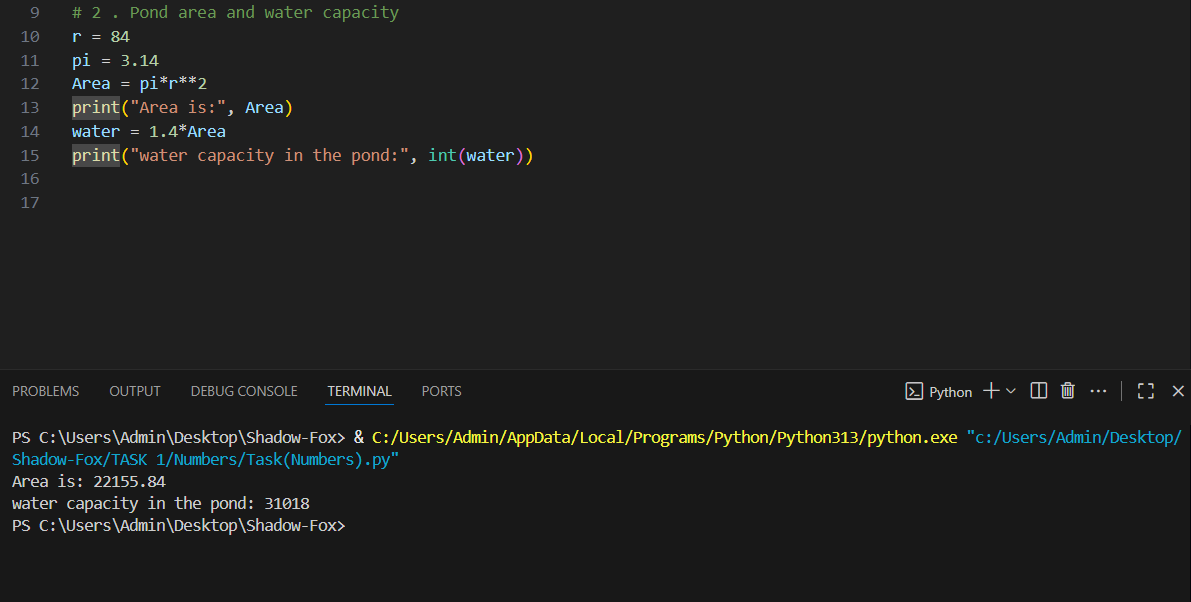 9 # 2 . Pond area and water capacity
10 r = 84
11 pi = 3.14
12 Area = pi*r**2
13 print("Area is:", Area)
14 water = 1.4*Area
15 print("water capacity in the pond:", int(water))
16
17
PROBLEMS OUTPUT DEBUG CONSOLE TERMINAL PORTS Python
PS C:\Users\Admin\Desktop\Shadow-Fox> & C:/Users/Admin/AppData/Local/Programs/Python/Python313/python.exe "c:/Users/Admin/Desktop/
Shadow-Fox/TASK 1/Numbers/Task(Numbers).py"
Area is: 22155.84
water capacity in the pond: 31018
PS C:\Users\Admin\Desktop\Shadow-Fox>